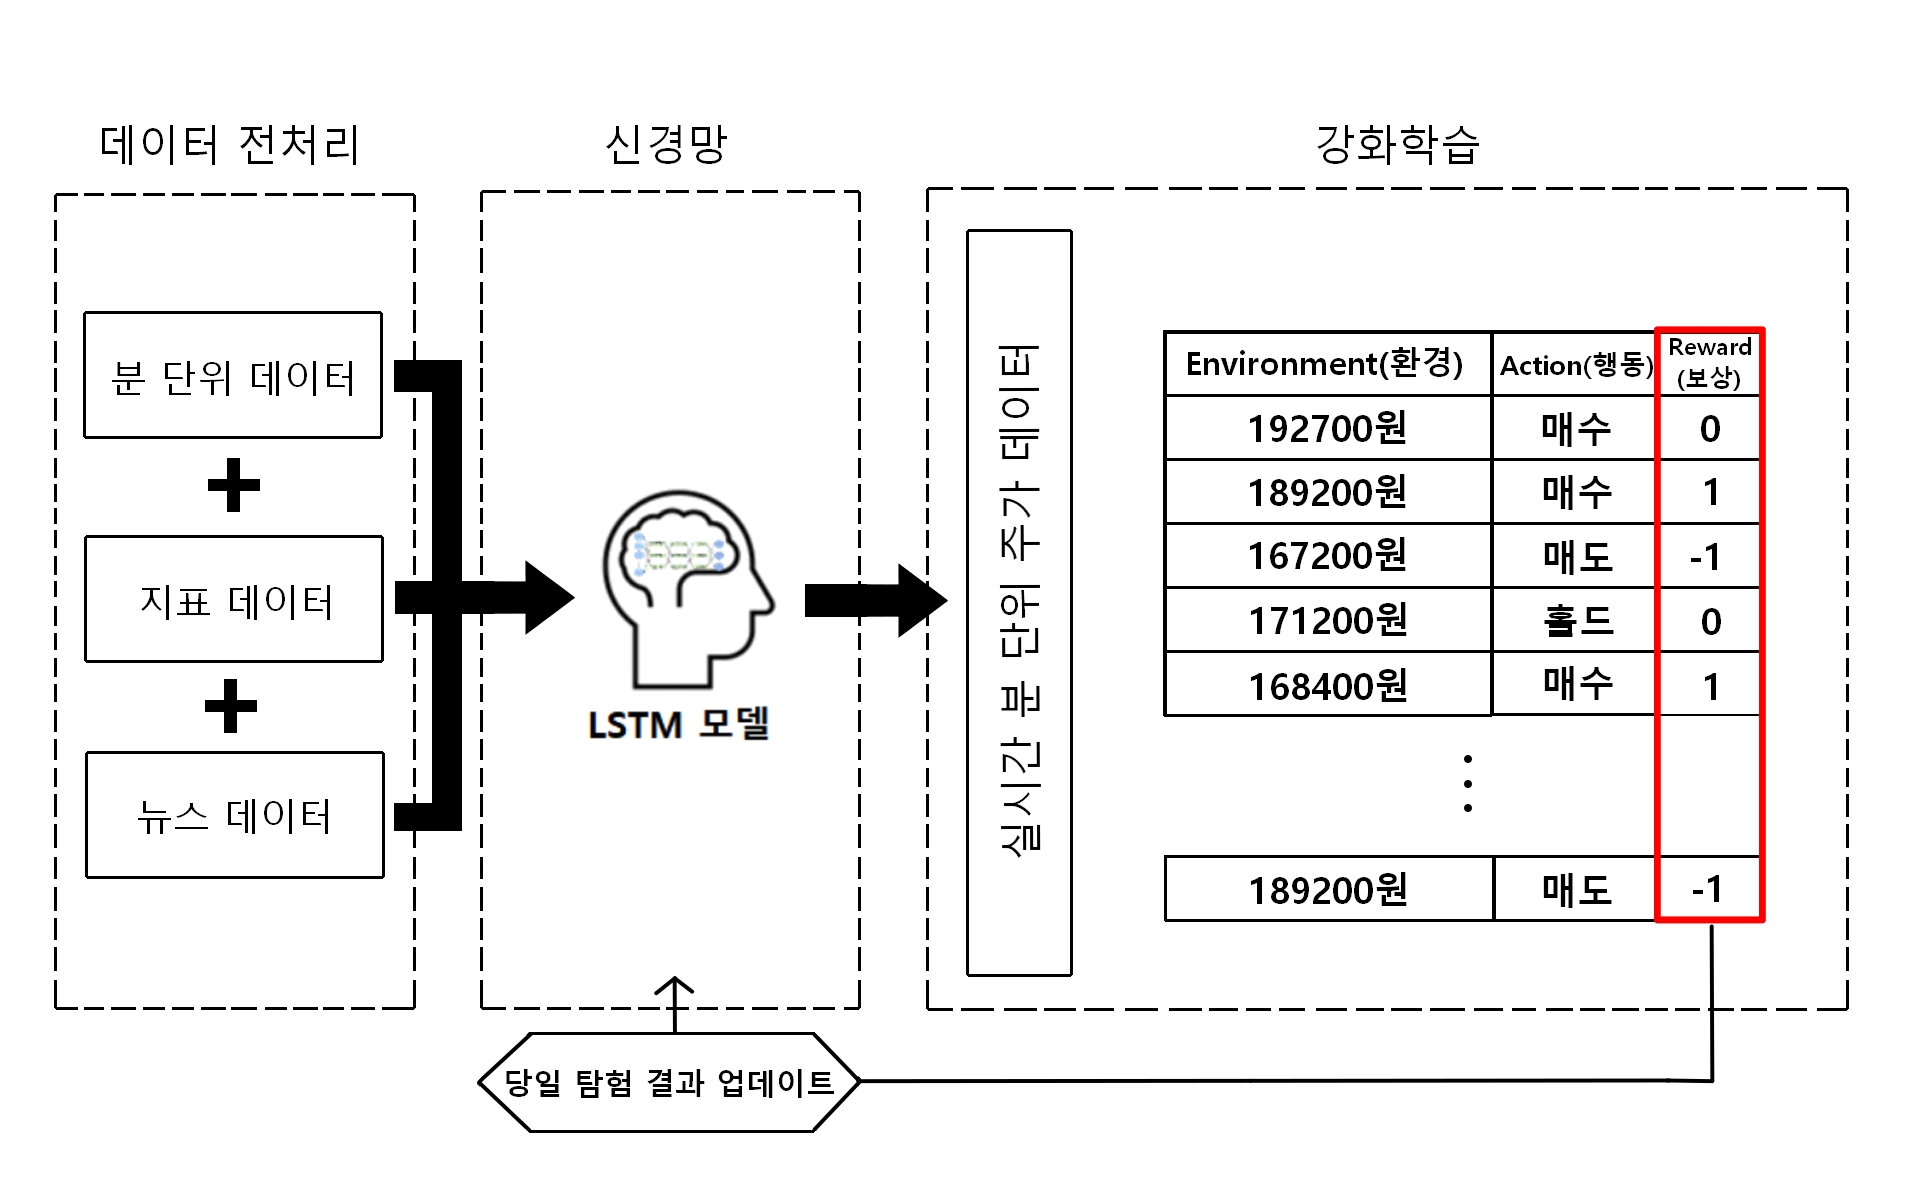 데이터 전처리
신경망
강화학습
분 단위 데이터
+
지표 데이터
+
뉴스 데이터
LSTM 모델
실시간 분 단위 주가 데이터
Environment(환경) Action(행동) Reward
(보상)
192700원 매수 0
189200원 매수 1
167200원 매도 -1
171200원 홀드 0
168400원 매수 1
⋮
189200원 매도 -1
당일 탐험 결과 업데이트